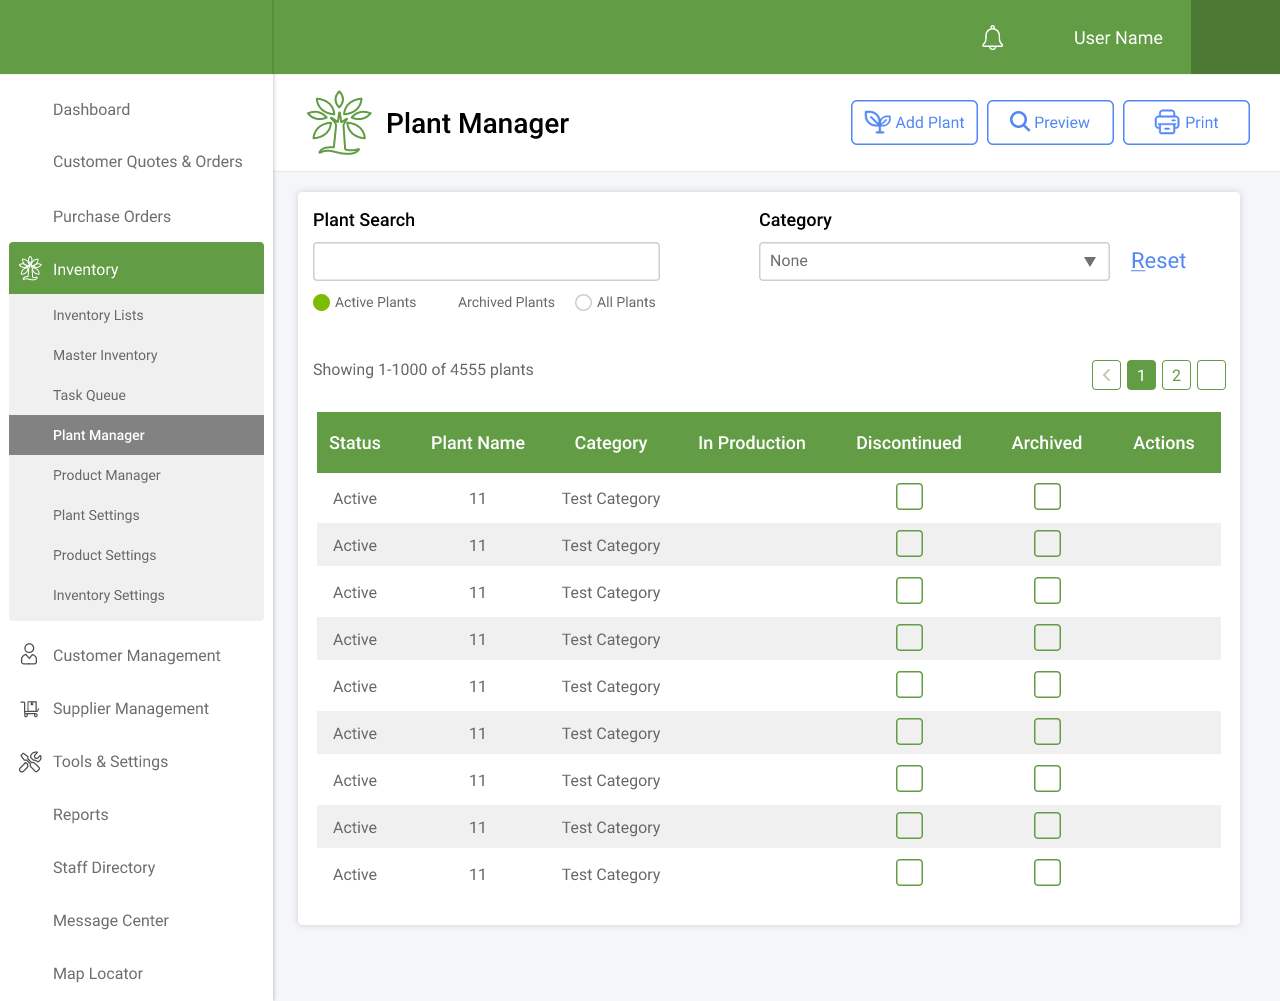 User Name
Dashboard
Customer Quotes & Orders
Purchase Orders
Inventory
Inventory Lists
Master Inventory
Task Queue
Plant Manager
Product Manager
Plant Settings
Product Settings
Inventory Settings
Customer Management
Supplier Management
Tools & Settings
Reports
Staff Directory
Message Center
Map Locator
Plant Manager
Add Plant Preview Print
Plant Search Category
None Reset
Active Plants Archived Plants All Plants
Showing 1-1000 of 4555 plants 1 2
Status Plant Name Category In Production Discontinued Archived Actions
Active 11 Test Category
Active 11 Test Category
Active 11 Test Category
Active 11 Test Category
Active 11 Test Category
Active 11 Test Category
Active 11 Test Category
Active 11 Test Category
Active 11 Test Category